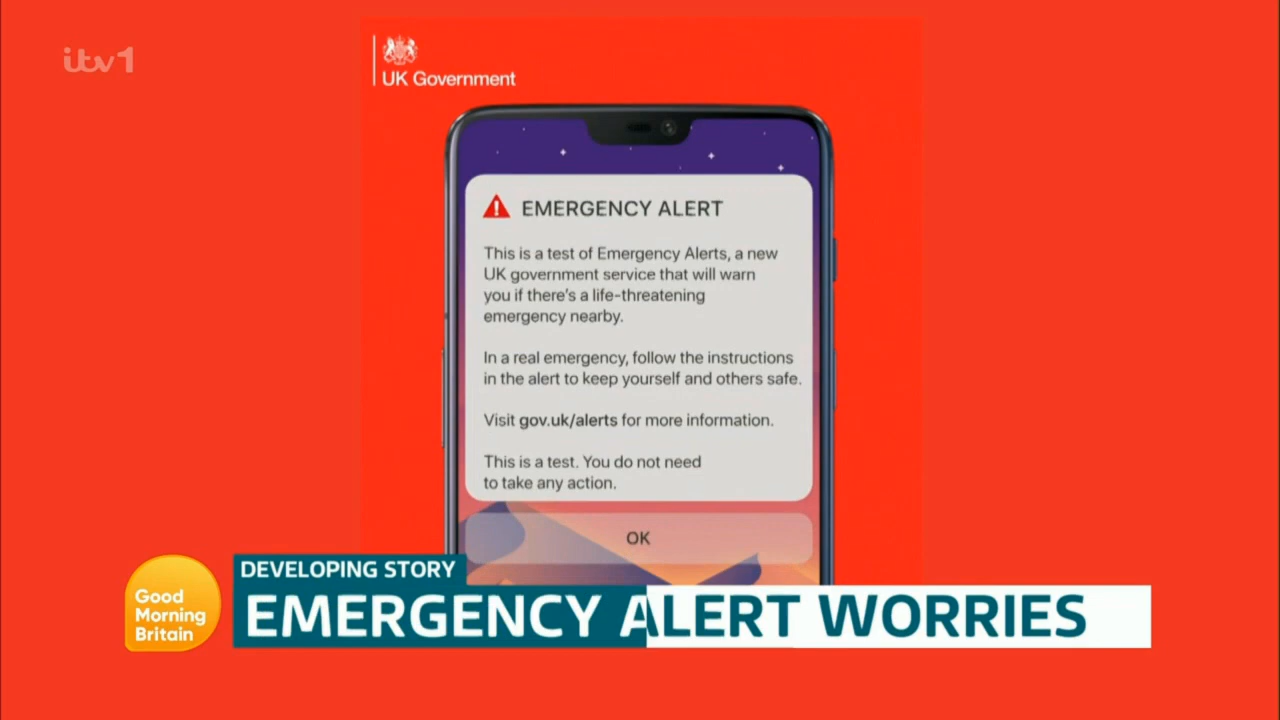 itv1
UK Government
EMERGENCY ALERT
This is a test of Emergency Alerts, a new
UK government service that will warn
you if there's a life-threatening
emergency nearby.
In a real emergency, follow the instructions
in the alert to keep yourself and others safe.
Visit gov.uk/alerts for more information.
This is a test. You do not need
to take any action.
OK
Good
Morning
Britain
DEVELOPING STORY
EMERGENCY ALERT WORRIES